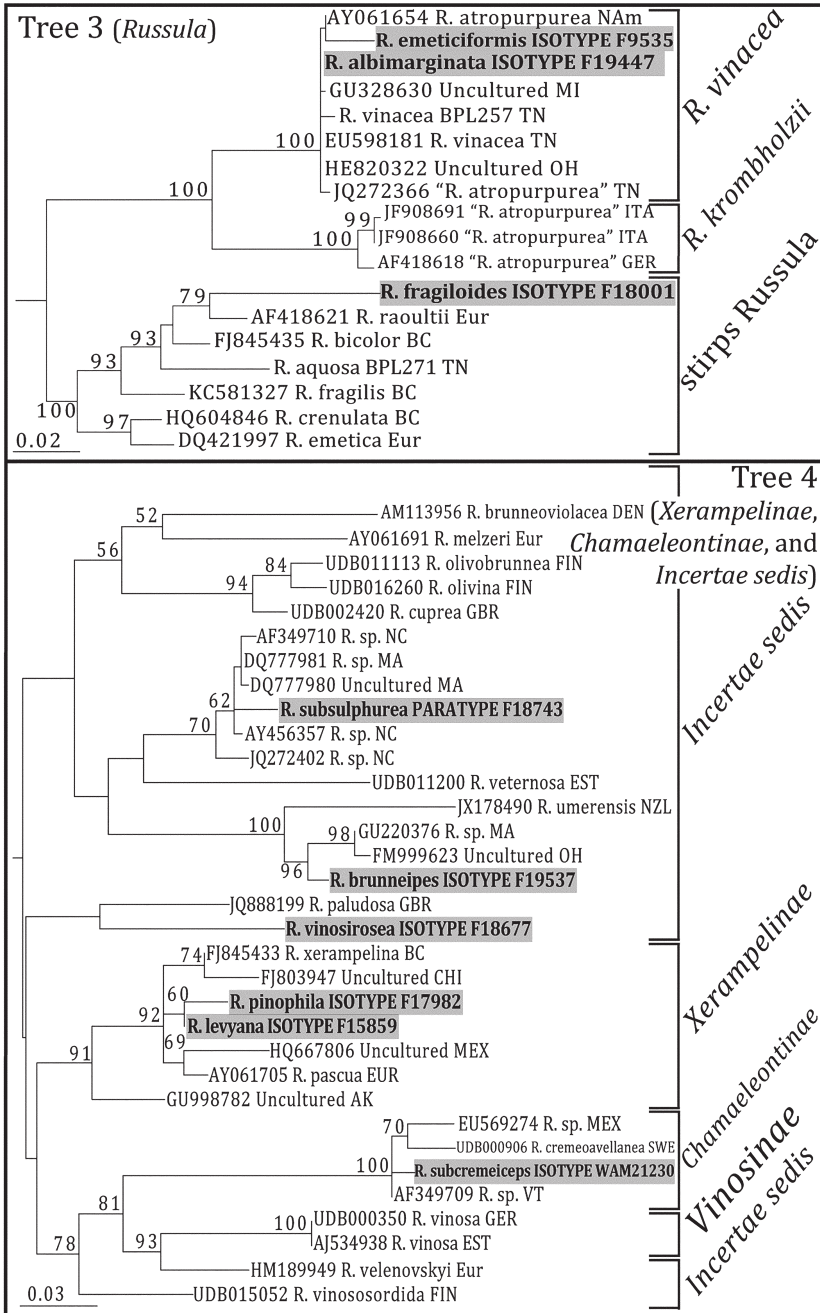 Tree 3 (Russula)
AY061654 R. atropurpurea NAm
R. emeticiformis ISOTYPE F9535
R. albimarginata ISOTYPE F19447
GU328630 Uncultured MI
R. vinacea BPL257 TN
100
EU598181 R. vinacea TN
HE820322 Uncultured OH
JQ272366 “R. atropurpurea” TN
R. vinacea
100
99
JF908691 “R. atropurpurea” ITA
100
JF908660 “R. atropurpurea” ITA
AF418618 “R. atropurpurea” GER
R. krombholzii
79
R. fragiloides ISOTYPE F18001
AF418621 R. raoultii Eur
93
FJ845435 R. bicolor BC
93
R. aquosa BPL271 TN
KC581327 R. fragilis BC
100
97
HQ604846 R. crenulata BC
DQ421997 R. emetica Eur
stirps Russula
0.02
Tree 4
(Xerampelinae,
Chamaeleontinae, and
Incertae sedis)
52
AM113956 R. brunneoviolacea DEN
56
AY061691 R. melzeri Eur
84
UDB011113 R. olivobrunnea FIN
94
UDB016260 R. olivina FIN
UDB002420 R. cuprea GBR
AF349710 R. sp. NC
DQ777981 R. sp. MA
DQ777980 Uncultured MA
62
R. subsulphurea PARATYPE F18743
70
AY456357 R. sp. NC
JQ272402 R. sp. NC
UDB011200 R. veternosa EST
JX178490 R. umerensis NZL
100
98
GU220376 R. sp. MA
FM999623 Uncultured OH
96
R. brunneipes ISOTYPE F19537
JQ888199 R. paludosa GBR
R. vinosirosea ISOTYPE F18677
Incertae sedis
74
FJ845433 R. xerampelina BC
FJ803947 Uncultured CHI
60
R. pinophila ISOTYPE F17982
92
R. levyana ISOTYPE F15859
69
HQ667806 Uncultured MEX
91
AY061705 R. pascua EUR
GU998782 Uncultured AK
Xerampelinae
70
EU569274 R. sp. MEX
UDB000906 R. cremeoavellanea SWE
100
R. subcremeiceps ISOTYPE WAM21230
AF349709 R. sp. VT
Chamaeleontinae
81
100
UDB000350 R. vinosa GER
AJ534938 R. vinosa EST
Vinosinae
78
93
HM189949 R. velenovskyi Eur
UDB015052 R. vinososordida FIN
Incertae sedis
0.03